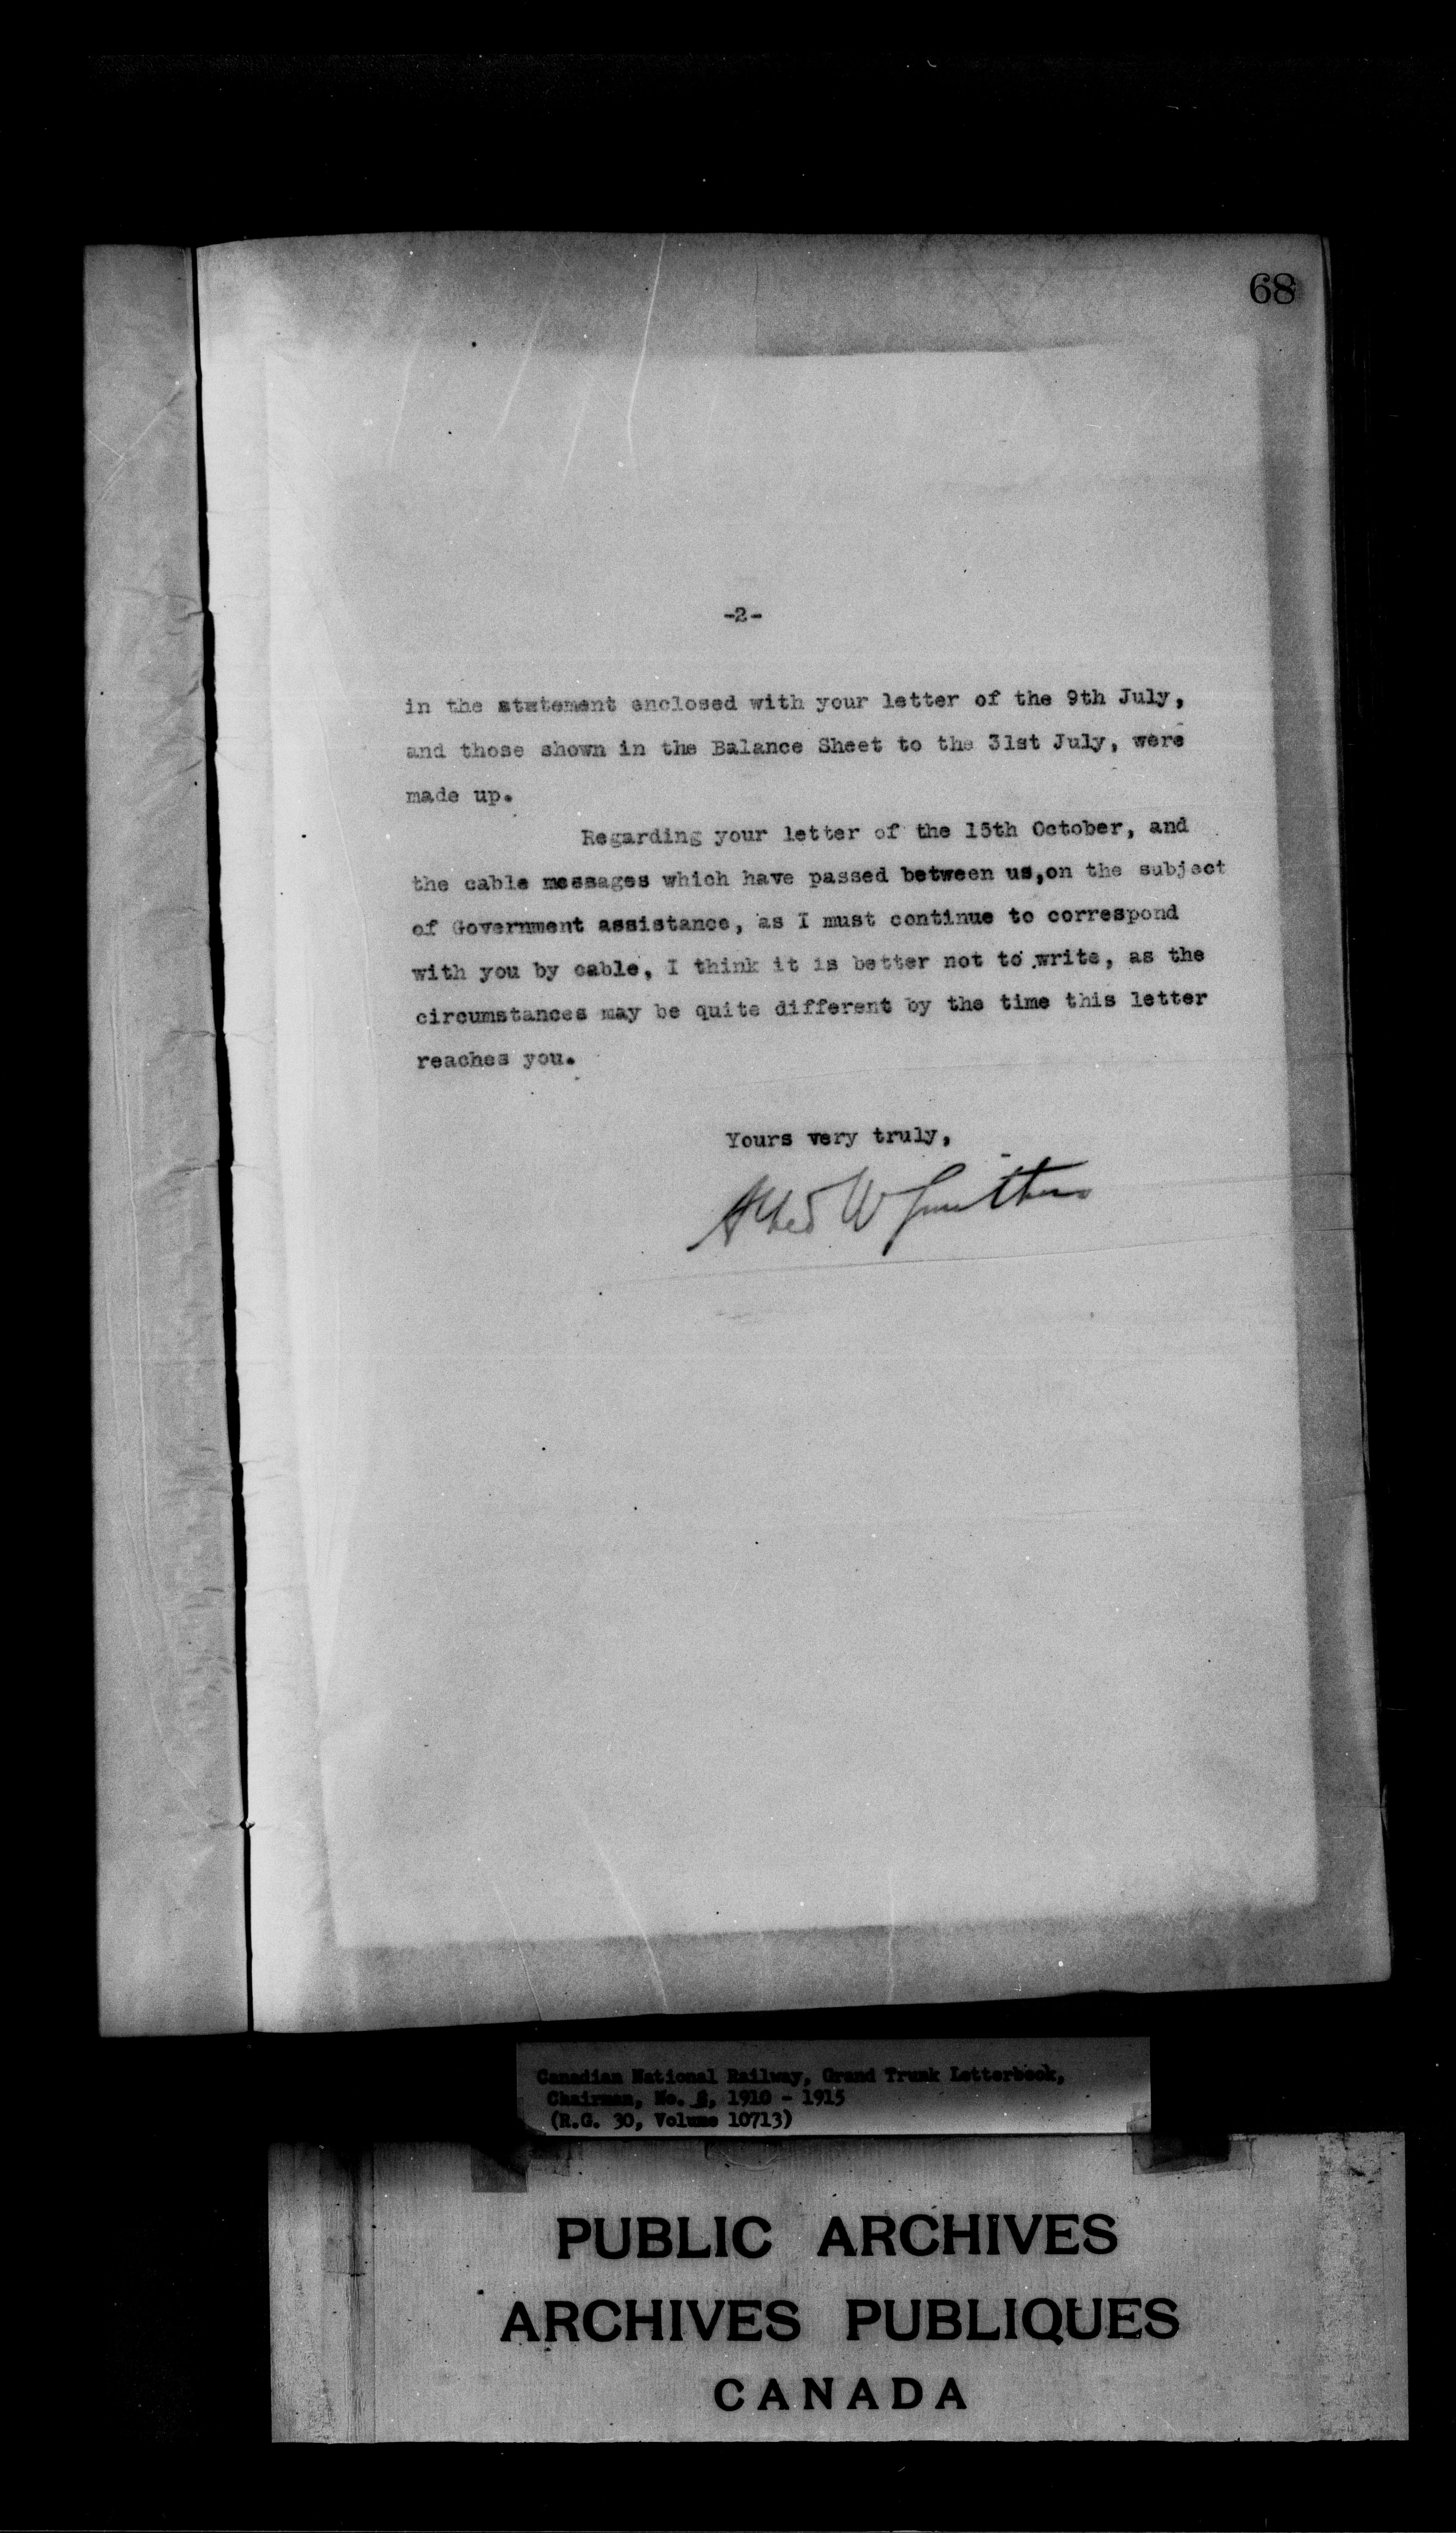 68
-2-
in the statement enclosed with your letter of the 9th July,
and those shown in the Balance Sheet to the 31st July, were
made up.
Regarding your letter of the 15th October, and
the cable messages which have passed between us,on the subject
of Government assistance, as I must continue to correspond
with you by cable, I think it is better not to write, as the
circumstances may be quite different by the time this letter
reaches you.
Yours very truly,
Alfred W Smithers
Canadian National Railway, Grand Trunk Letterbook,
Chairman, No. , 1910 - 1915
(R.G. 30, Volume 10713)
PUBLIC ARCHIVES
ARCHIVES PUBLIQUES
CANADA